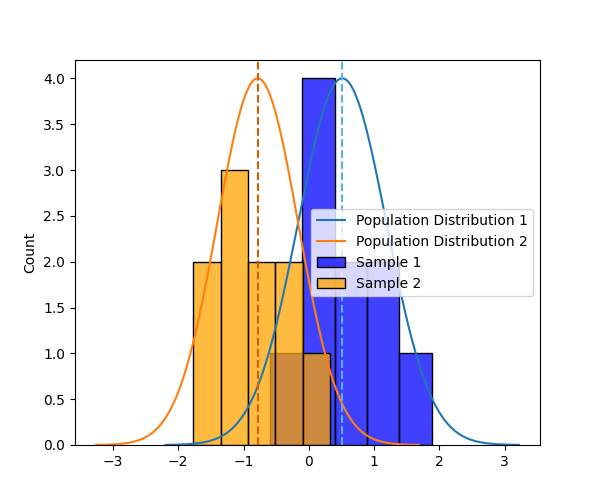 4.0
3.5
3.0
2.5
2.0
1.5
1.0
0.5
0.0
Count
Population Distribution 1
Population Distribution 2
Sample 1
Sample 2
−3 −2 −1 0 1 2 3